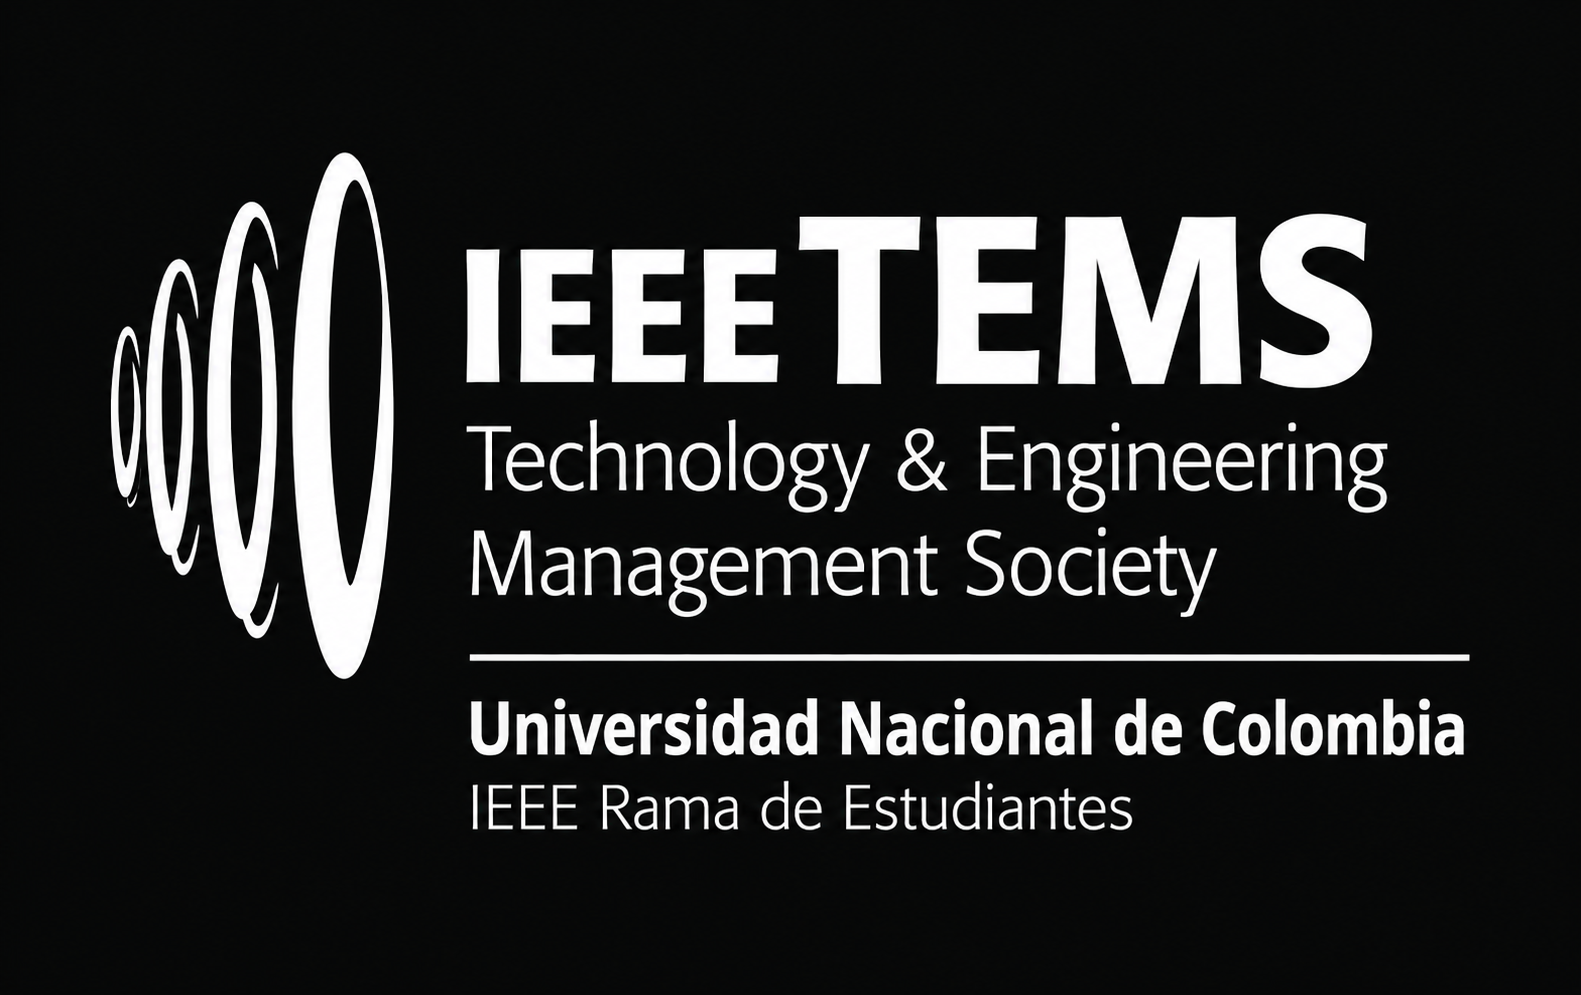 IEEE TEMS
Technology & Engineering
Management Society
Universidad Nacional de Colombia
IEEE Rama de Estudiantes